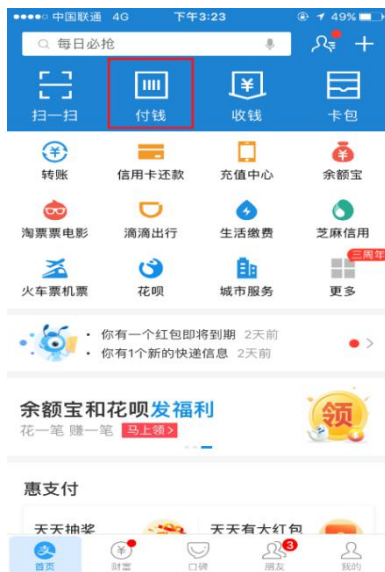 中国联通 4G 下午3:23 49%
每日必抢
扫一扫 付钱 收钱 卡包
转账 信用卡还款 充值中心 余额宝
淘票票电影 滴滴出行 生活缴费 芝麻信用
三周年
火车票机票 花呗 城市服务 更多
· 你有一个红包即将到期 2天前
· 你有1个新的快递信息 2天前
余额宝和花呗发福利
花一笔 赚一笔 马上领>
领
惠支付
天天抽奖 天天有大红包
3
首页 财富 口碑 朋友 我的